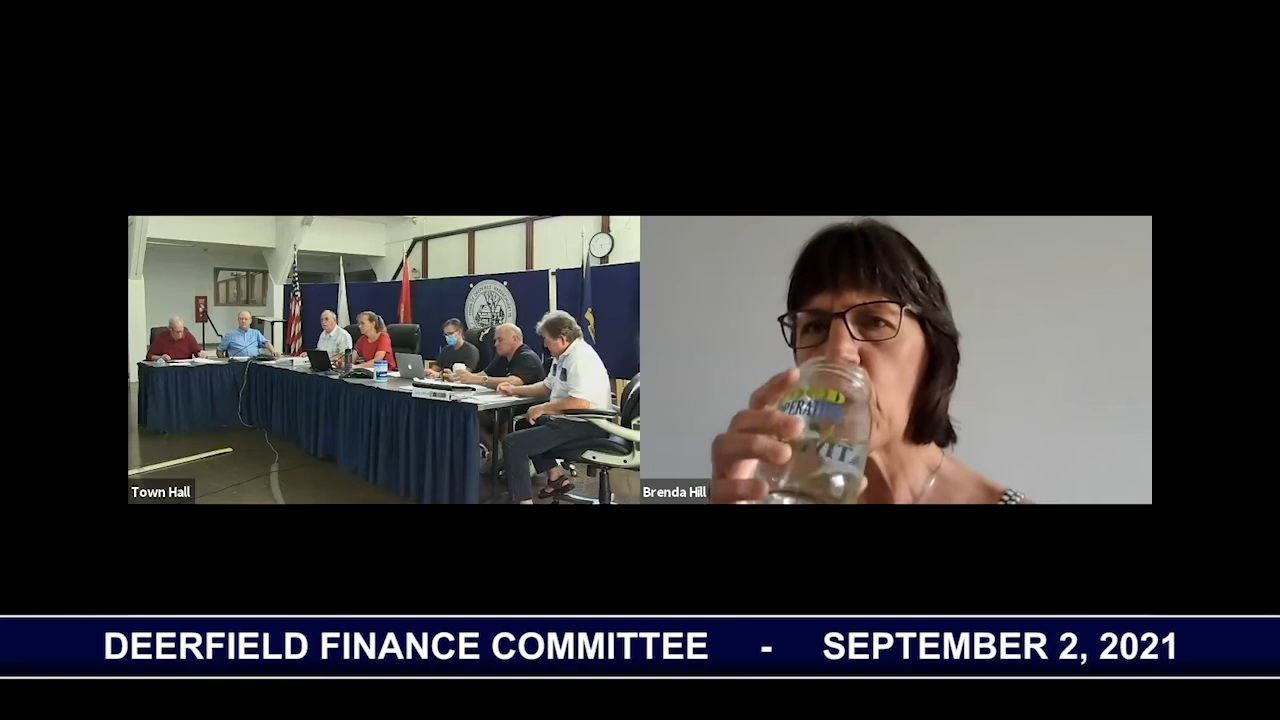 Town Hall
Brenda Hill
DEERFIELD FINANCE COMMITTEE - SEPTEMBER 2, 2021